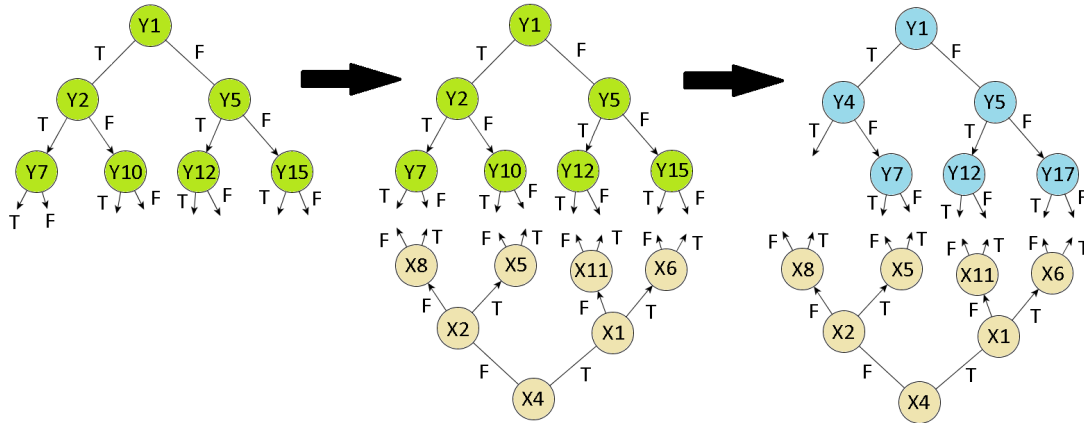 Y1 Y1 Y1
T F T F T F
Y2 Y5 Y2 Y5 Y4 Y5
T F T F T F T F T F T F
Y7 Y10 Y12 Y15 Y7 Y10 Y12 Y15 Y7 Y12 Y17
T F T F T F T F T F T F T F T F T F T F T F
F T F T F T F T F T F T F T F T
X8 X5 X11 X6 X8 X5 X11 X6
F T F T F T F T
X2 X1 X2 X1
F T F T
X4 X4